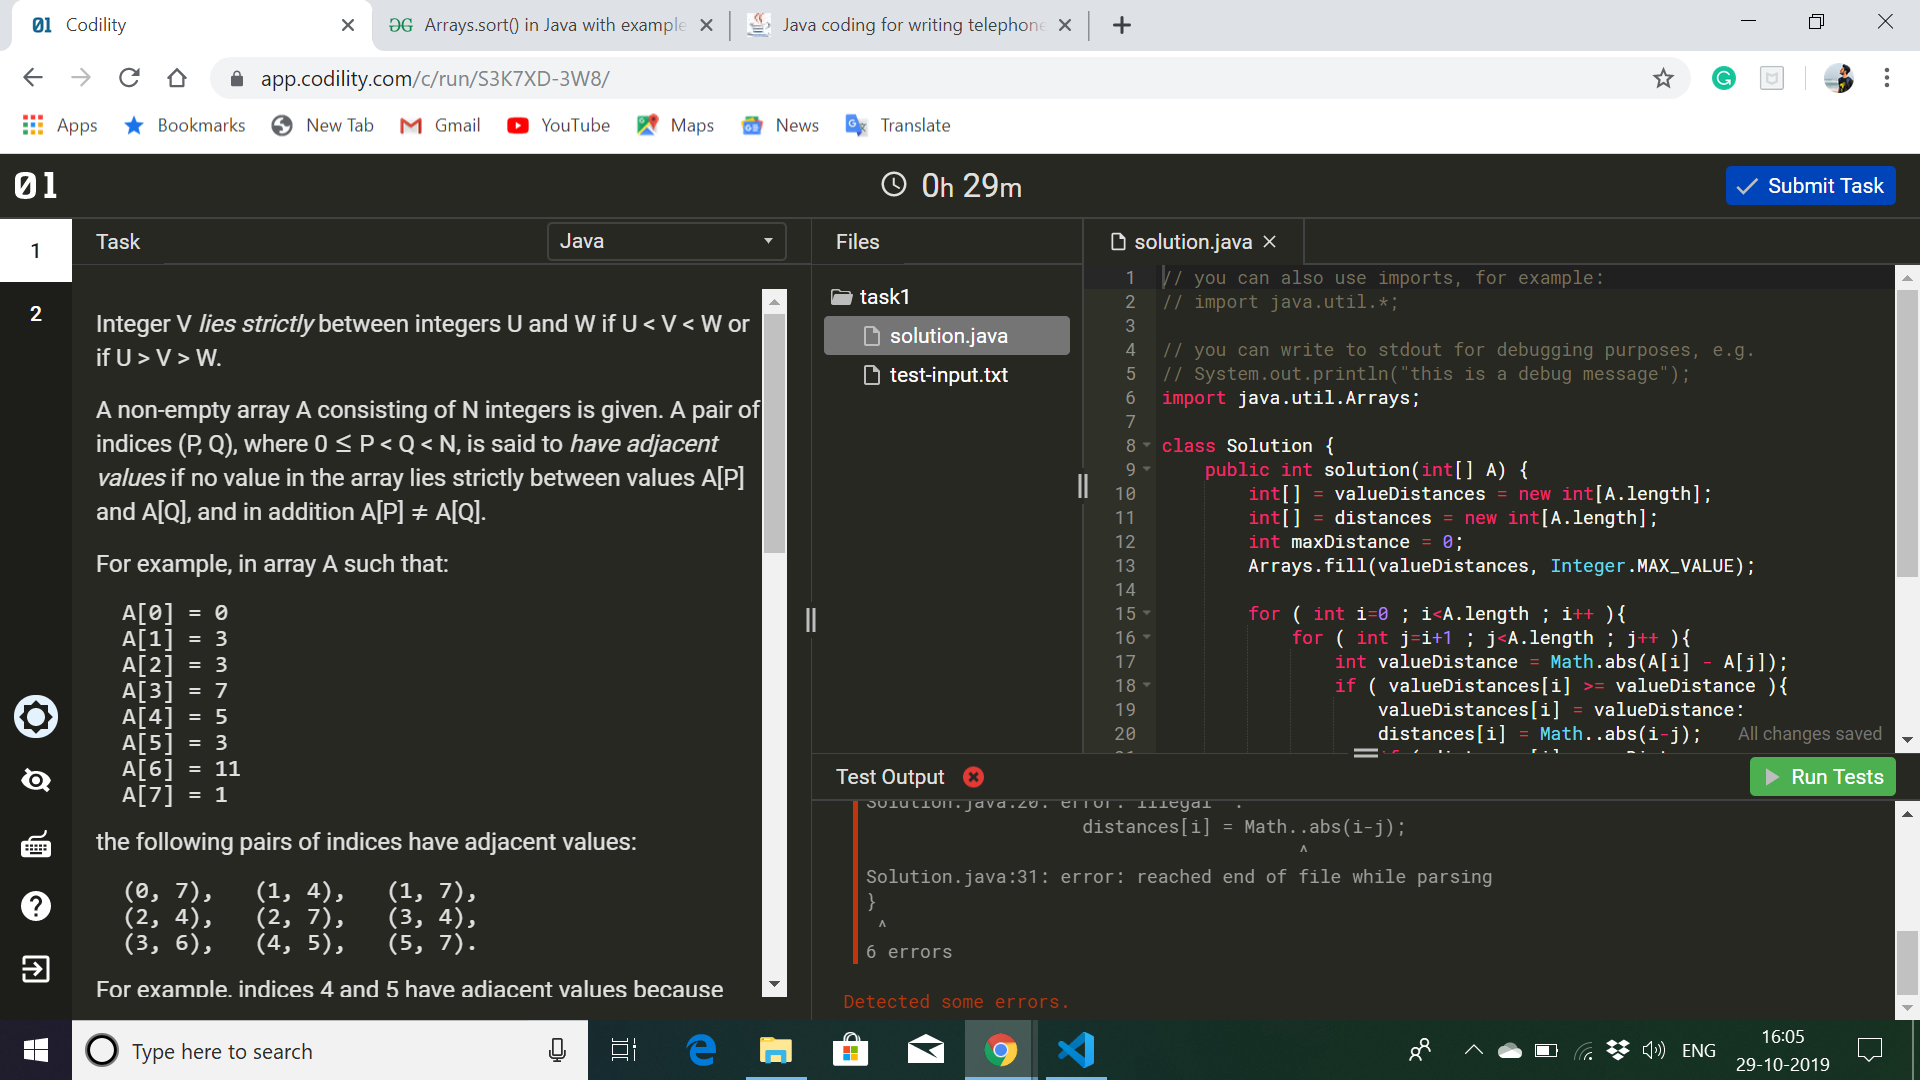 Codility
Arrays.sort() in Java with example
Java coding for writing telephone
app.codility.com/c/run/S3K7XD-3W8/
Apps
Bookmarks
New Tab
Gmail
YouTube
Maps
News
Translate
01
0h 29m
Submit Task
1
2
Task
Java
Integer V lies strictly between integers U and W if U < V < W or
if U > V > W.
A non-empty array A consisting of N integers is given. A pair of
indices (P, Q), where 0 ≤ P < Q < N, is said to have adjacent
values if no value in the array lies strictly between values A[P]
and A[Q], and in addition A[P] ≠ A[Q].
For example, in array A such that:
A[0] = 0
A[1] = 3
A[2] = 3
A[3] = 7
A[4] = 5
A[5] = 3
A[6] = 11
A[7] = 1
the following pairs of indices have adjacent values:
(0, 7), (1, 4), (1, 7),
(2, 4), (2, 7), (3, 4),
(3, 6), (4, 5), (5, 7).
For example, indices 4 and 5 have adjacent values because
Files
task1
solution.java
test-input.txt
solution.java
1 // you can also use imports, for example:
2 // import java.util.*;
3
4 // you can write to stdout for debugging purposes, e.g.
5 // System.out.println("this is a debug message");
6 import java.util.Arrays;
7
8 class Solution {
9 public int solution(int[] A) {
10 int[] = valueDistances = new int[A.length];
11 int[] = distances = new int[A.length];
12 int maxDistance = 0;
13 Arrays.fill(valueDistances, Integer.MAX_VALUE);
14
15 for ( int i=0 ; i<A.length ; i++ ){
16 for ( int j=i+1 ; j<A.length ; j++ ){
17 int valueDistance = Math.abs(A[i] - A[j]);
18 if ( valueDistances[i] >= valueDistance ){
19 valueDistances[i] = valueDistance:
20 distances[i] = Math..abs(i-j);
All changes saved
Test Output
Run Tests
Solution.java:20: error: illegal '.'
distances[i] = Math..abs(i-j);
^
Solution.java:31: error: reached end of file while parsing
}
^
6 errors
Detected some errors.
Type here to search
ENG
16:05
29-10-2019